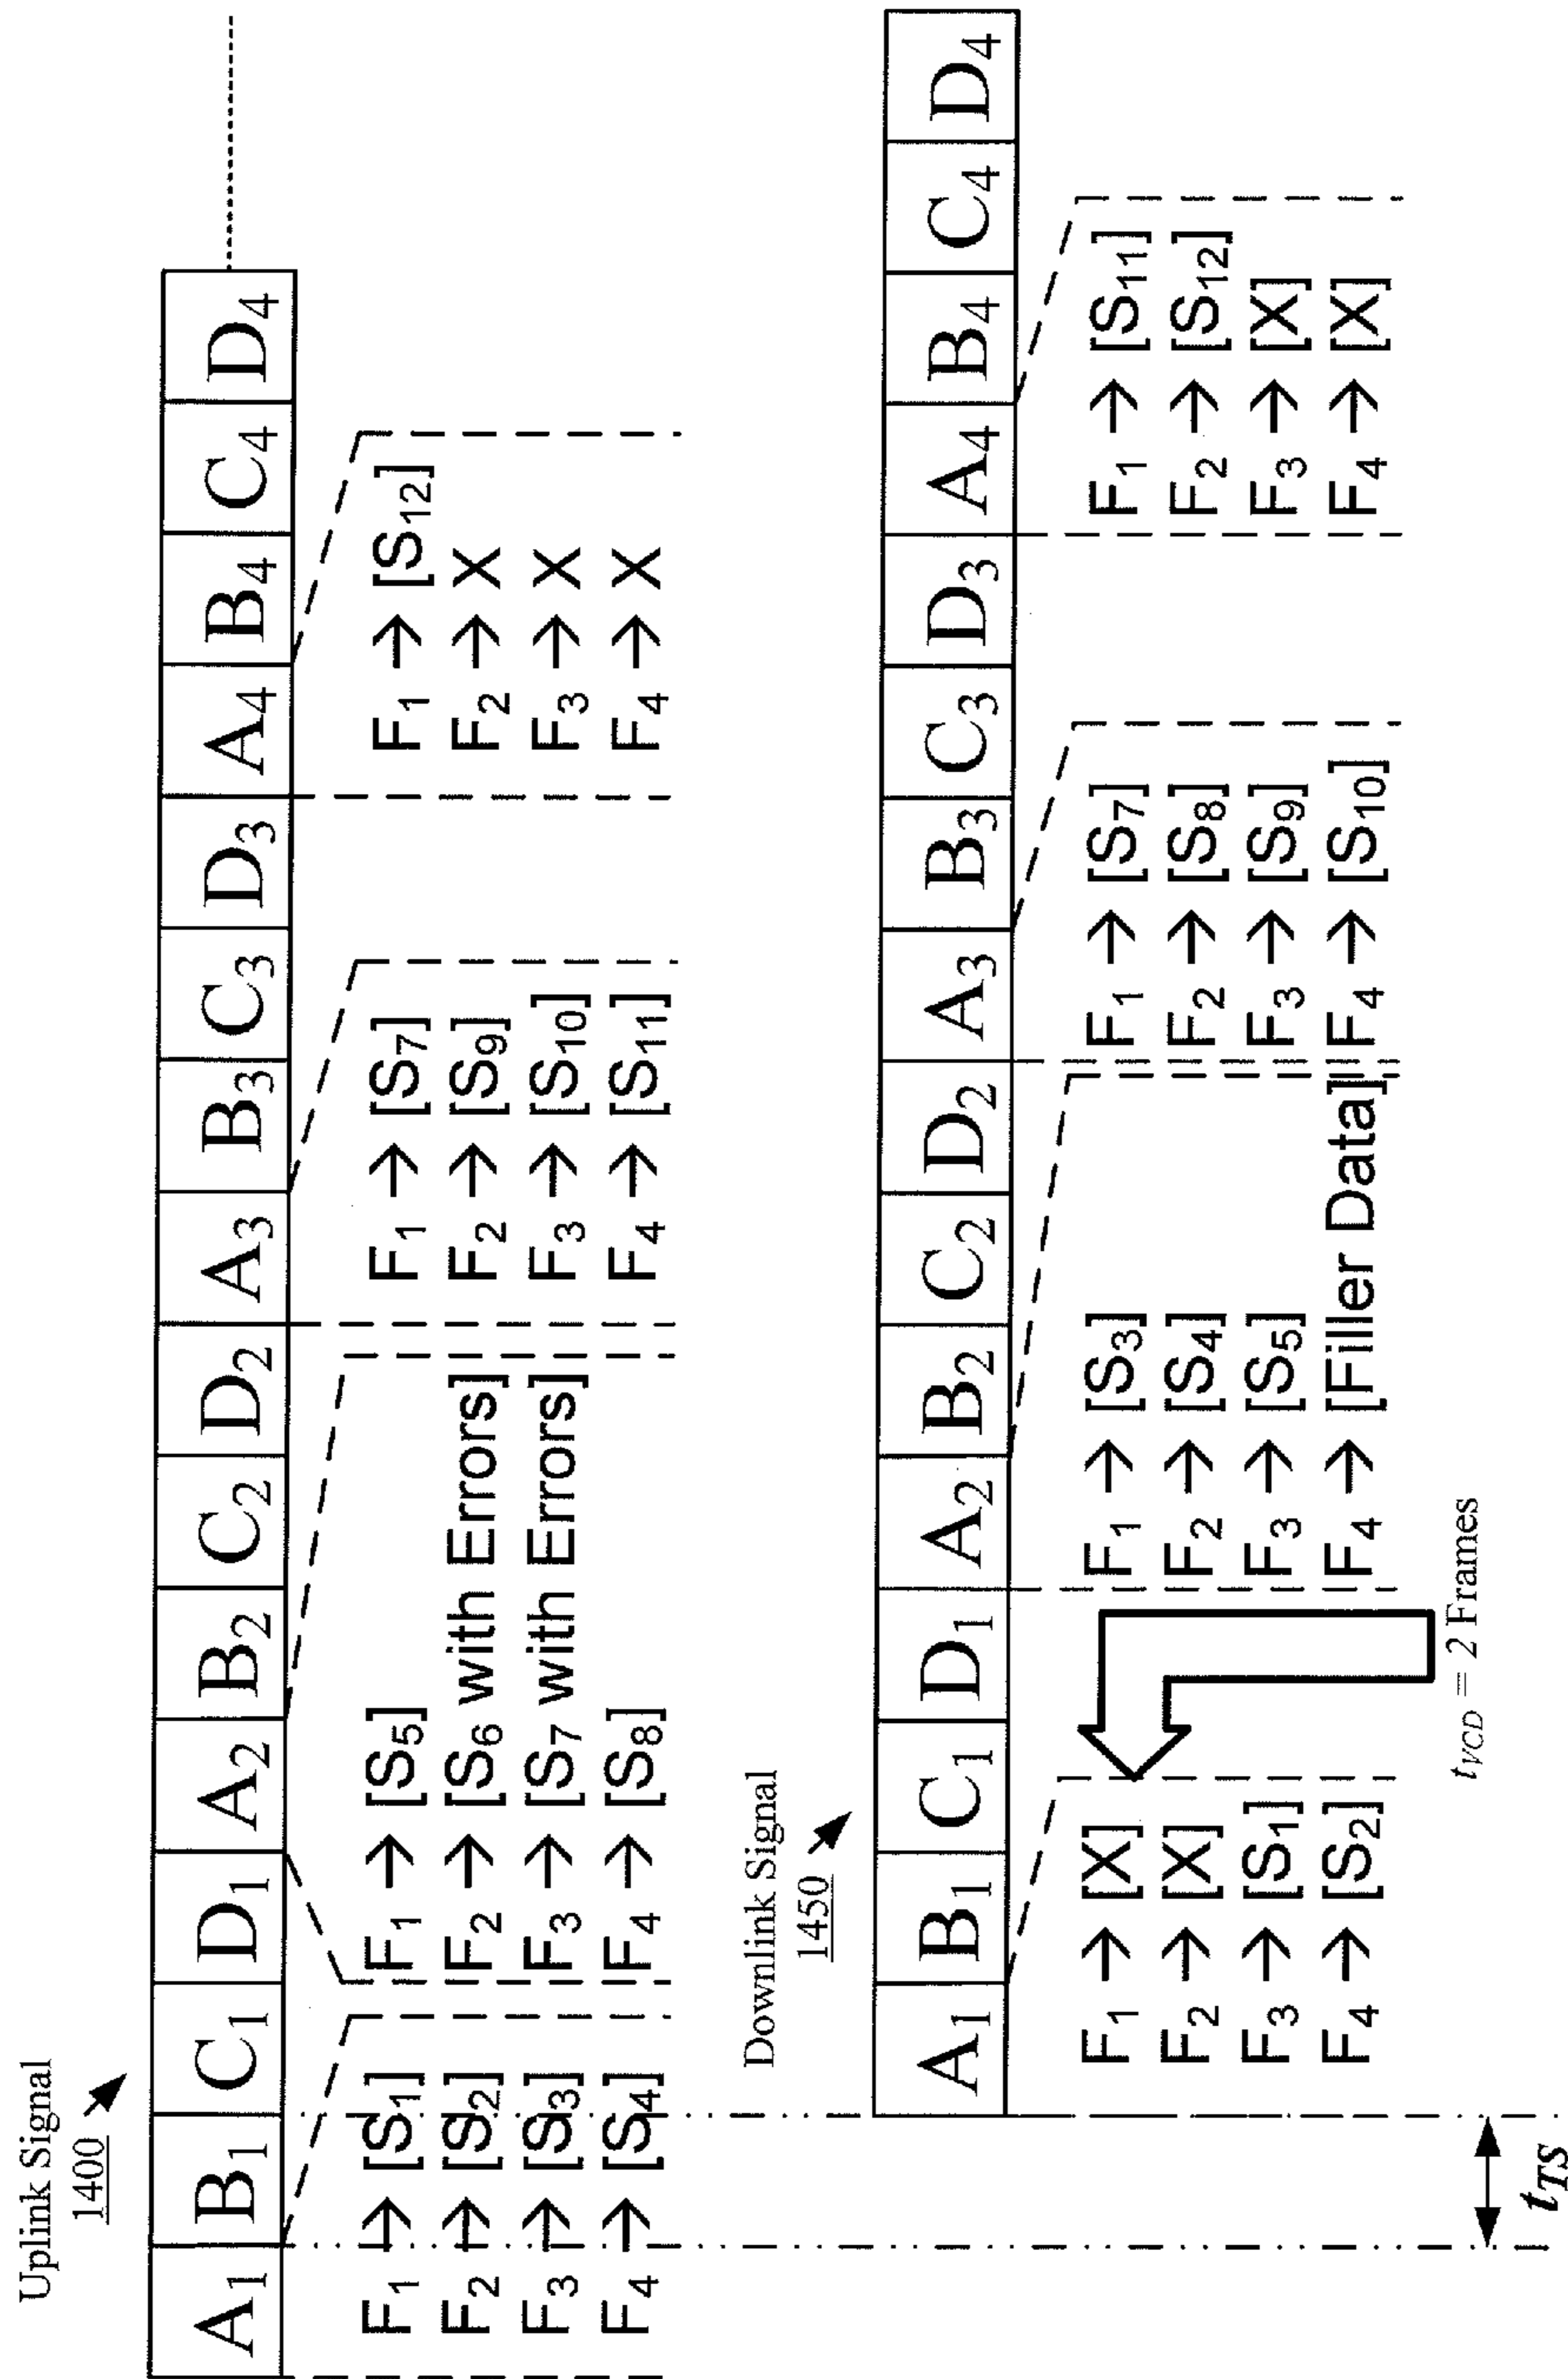 Uplink Signal
1400
A1 B1 C1 D1 A2 B2 C2 D2 A3 B3 C3 D3 A4 B4 C4 D4
F1 → [S1]
F2 → [S2]
F3 → [S3]
F4 → [S4]
F1 → [S5]
F2 → [S6 with Errors]
F3 → [S7 with Errors]
F4 → [S8]
F1 → [S7]
F2 → [S9]
F3 → [S10]
F4 → [S11]
F1 → [S12]
F2 → X
F3 → X
F4 → X
Downlink Signal
1450
A1 B1 C1 D1 A2 B2 C2 D2 A3 B3 C3 D3 A4 B4 C4 D4
F1 → [X]
F2 → [X]
F3 → [S1]
F4 → [S2]
F1 → [S3]
F2 → [S4]
F3 → [S5]
F4 → [Filler Data]
F1 → [S7]
F2 → [S8]
F3 → [S9]
F4 → [S10]
F1 → [S11]
F2 → [S12]
F3 → [X]
F4 → [X]
tVCD = 2 Frames
tTS